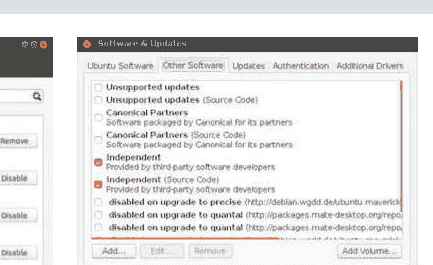 Software & Updates
Ubuntu Software Other Software Updates Authentication Additional Drivers
Unsupported updates
Unsupported updates (Source Code)
Canonical Partners
Software packaged by Canonical for its partners
Canonical Partners (Source Code)
Software packaged by Canonical for its partners
Independent
Provided by third-party software developers
Independent (Source Code)
Provided by third-party software developers
disabled on upgrade to precise (http://debian.wgdd.de/ubuntu maverick
disabled on upgrade to quantal (http://packages.mate-desktop.org/repo/
disabled on upgrade to quantal (http://packages.mate-desktop.org/repo/
Add... Edit... Remove Add Volume...
Remove
Disable
Disable
Disable